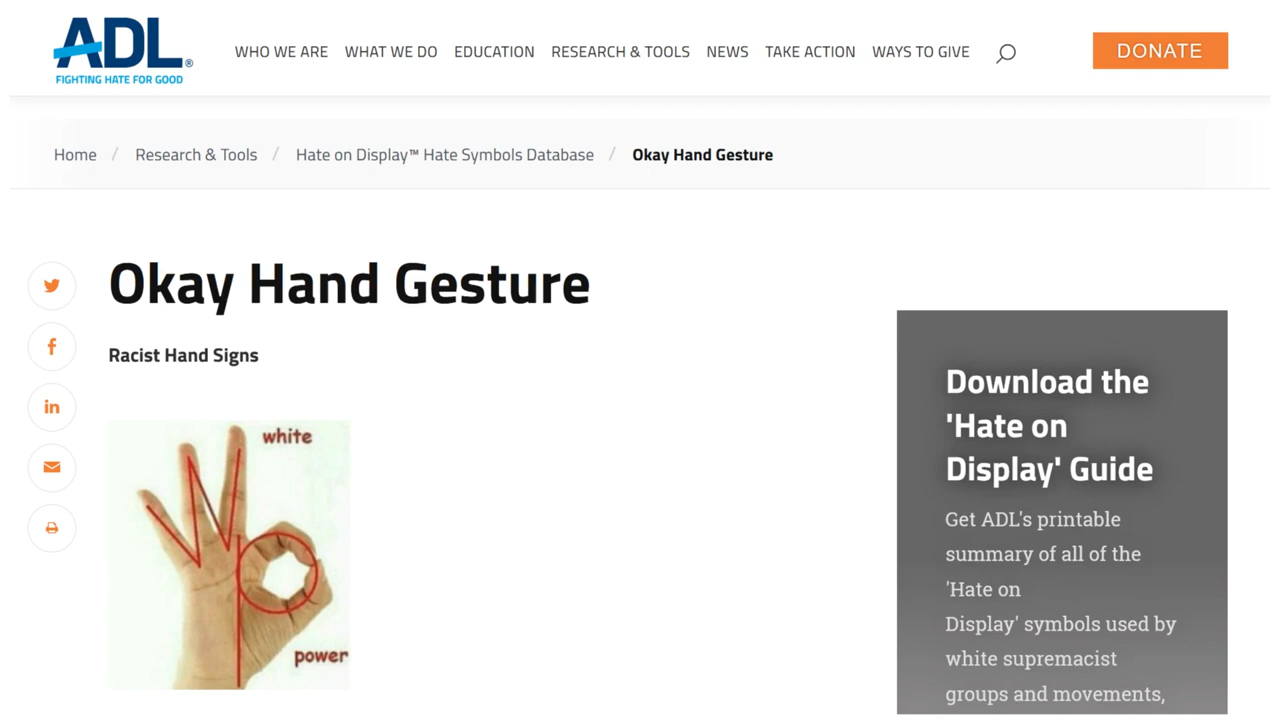 ADL®
FIGHTING HATE FOR GOOD
WHO WE ARE WHAT WE DO EDUCATION RESEARCH & TOOLS NEWS TAKE ACTION WAYS TO GIVE
DONATE
Home / Research & Tools / Hate on Display™ Hate Symbols Database / Okay Hand Gesture
Okay Hand Gesture
Racist Hand Signs
white
power
Download the
'Hate on
Display' Guide
Get ADL's printable
summary of all of the
'Hate on
Display' symbols used by
white supremacist
groups and movements,